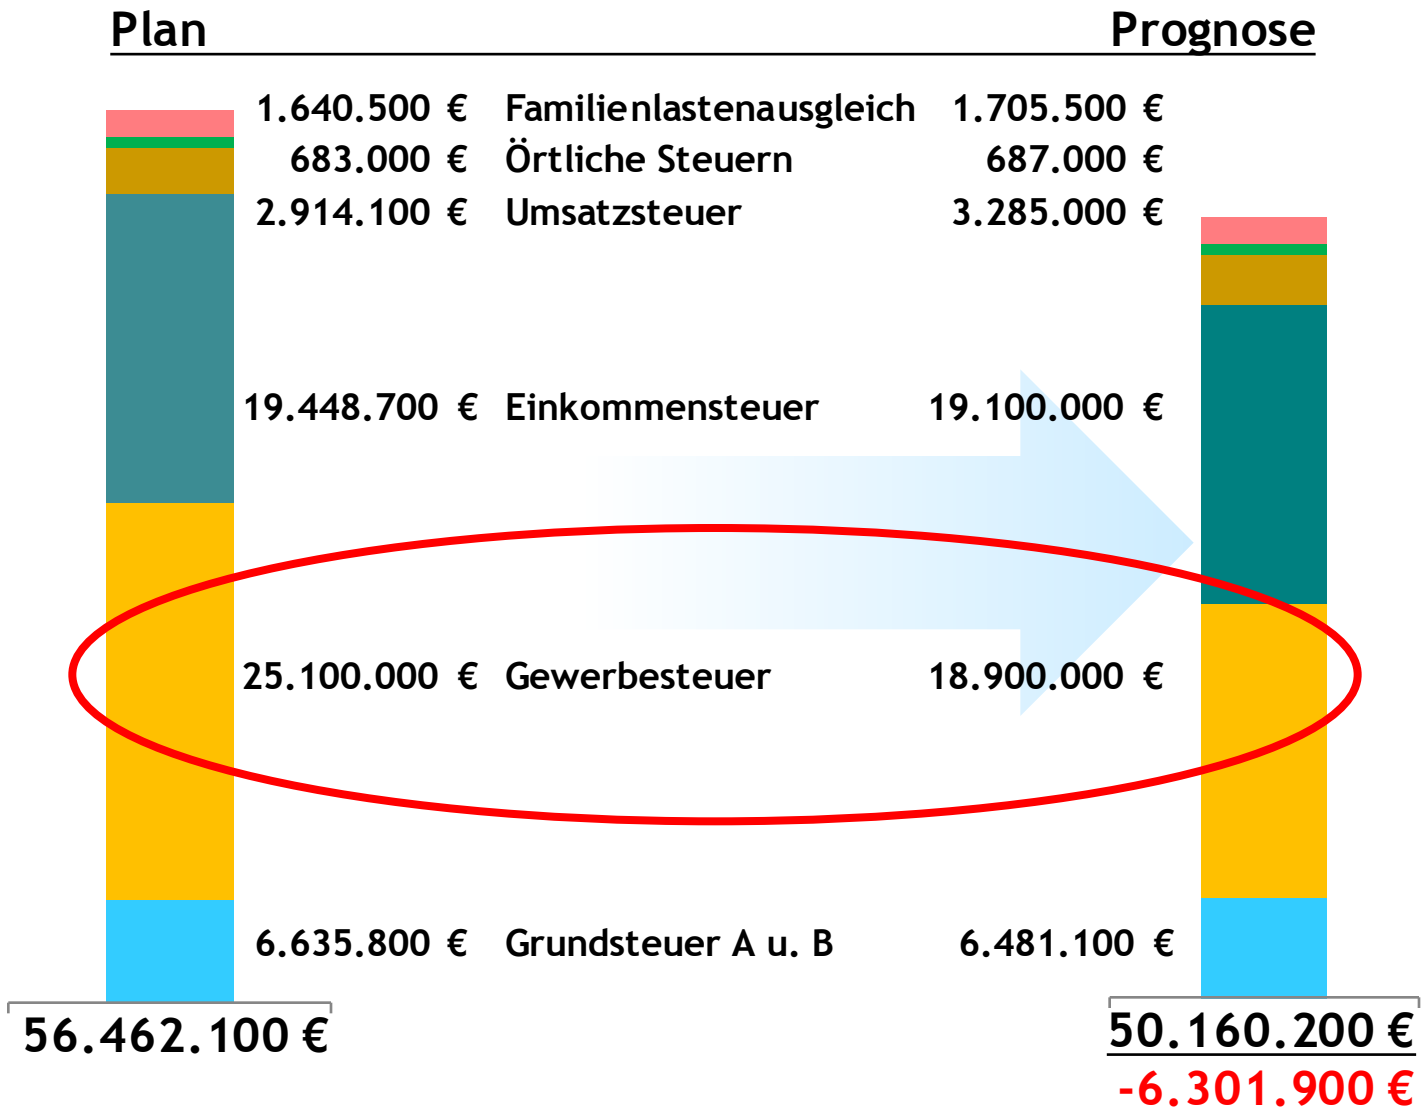 Plan Prognose
1.640.500 € Familienlastenausgleich 1.705.500 €
683.000 € Örtliche Steuern 687.000 €
2.914.100 € Umsatzsteuer 3.285.000 €
19.448.700 € Einkommensteuer 19.100.000 €
25.100.000 € Gewerbesteuer 18.900.000 €
6.635.800 € Grundsteuer A u. B 6.481.100 €
56.462.100 € 50.160.200 €
-6.301.900 €